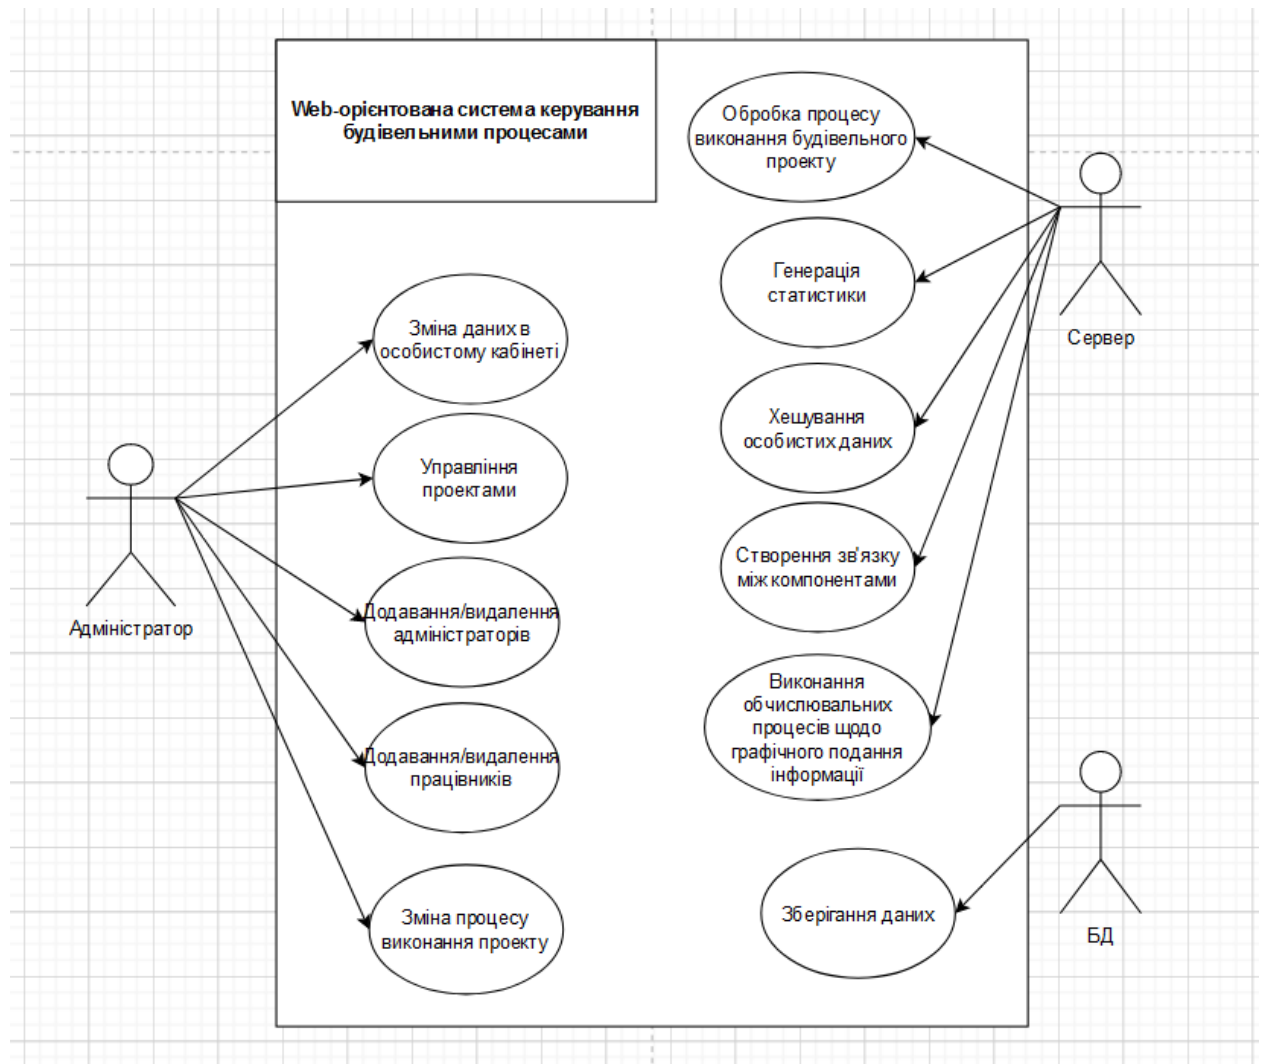 Web-орієнтована система керування
будівельними процесами
Обробка процесу
виконання будівельного
проекту
Генерація
статистики
Сервер
Зміна даних в
особистому кабінеті
Хешування
особистих даних
Управління
проектами
Створення зв'язку
між компонентами
Адміністратор
Додавання/видалення
адміністраторів
Виконання
обчислювальних
процесів щодо
графічного подання
інформації
Додавання/видалення
працівників
Зміна процесу
виконання проекту
Зберігання даних
БД